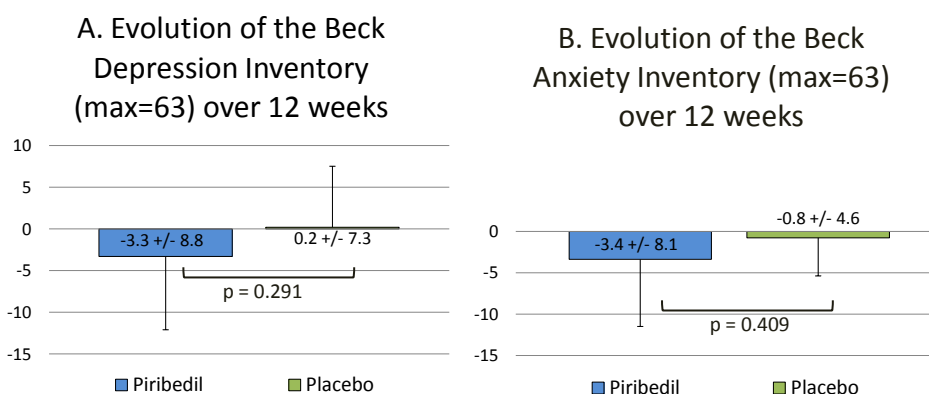 A. Evolution of the Beck
Depression Inventory
(max=63) over 12 weeks
10
5
0
-5
-10
-15
-3.3 +/- 8.8
0.2 +/- 7.3
p = 0.291
Piribedil
Placebo
B. Evolution of the Beck
Anxiety Inventory (max=63)
over 12 weeks
0
-5
-10
-15
-0.8 +/- 4.6
-3.4 +/- 8.1
p = 0.409
Piribedil
Placebo